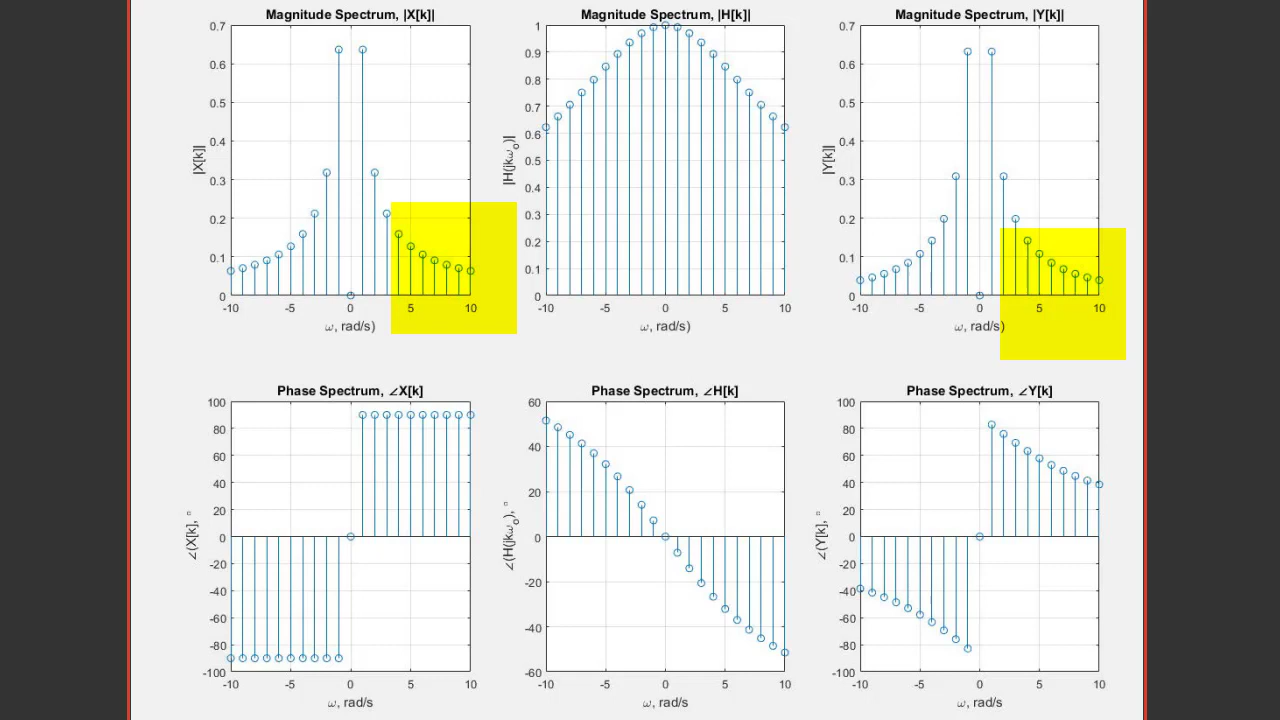 Magnitude Spectrum, |X[k]|
0.7
0.6
0.5
0.4
0.3
0.2
0.1
0
|X[k]|
-10 -5 0 5 10
ω, rad/s)
Magnitude Spectrum, |H[k]|
1
0.9
0.8
0.7
0.6
0.5
0.4
0.3
0.2
0.1
0
|H(jkωo)|
-10 -5 0 5 10
ω, rad/s)
Magnitude Spectrum, |Y[k]|
0.7
0.6
0.5
0.4
0.3
0.2
0.1
0
|Y[k]|
-10 -5 0 5 10
ω, rad/s)
Phase Spectrum, ∠X[k]
100
80
60
40
20
0
-20
-40
-60
-80
-100
∠(X[k], °
-10 -5 0 5 10
ω, rad/s
Phase Spectrum, ∠H[k]
60
40
20
0
-20
-40
-60
∠(H(jkωo), °
-10 -5 0 5 10
ω, rad/s
Phase Spectrum, ∠Y[k]
100
80
60
40
20
0
-20
-40
-60
-80
-100
∠(Y[k], °
-10 -5 0 5 10
ω, rad/s